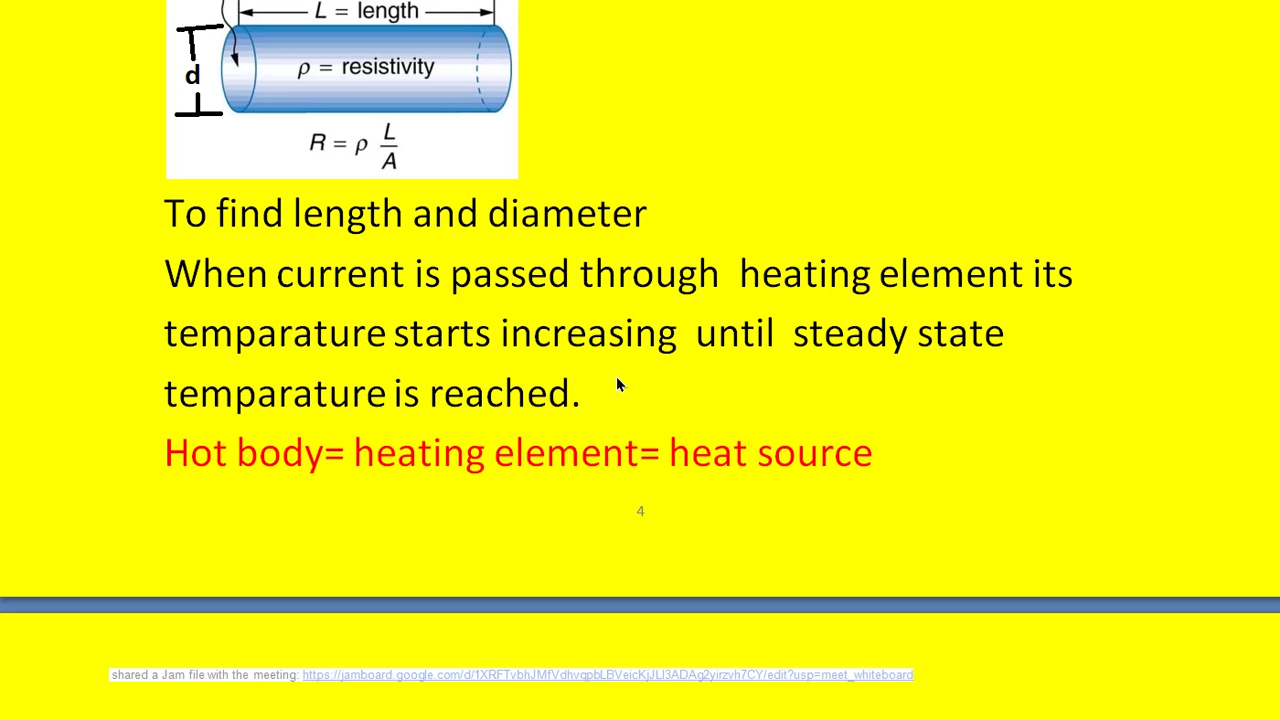 L = length
d
ρ = resistivity
R = ρ L/A
To find length and diameter
When current is passed through heating element its
temparature starts increasing until steady state
temparature is reached.
Hot body= heating element= heat source
4
shared a Jam file with the meeting: https://jamboard.google.com/d/1XRFTvbhJMfVdhvqpbLBVeicKjJLl3ADAg2yirzvh7CY/edit?usp=meet_whiteboard